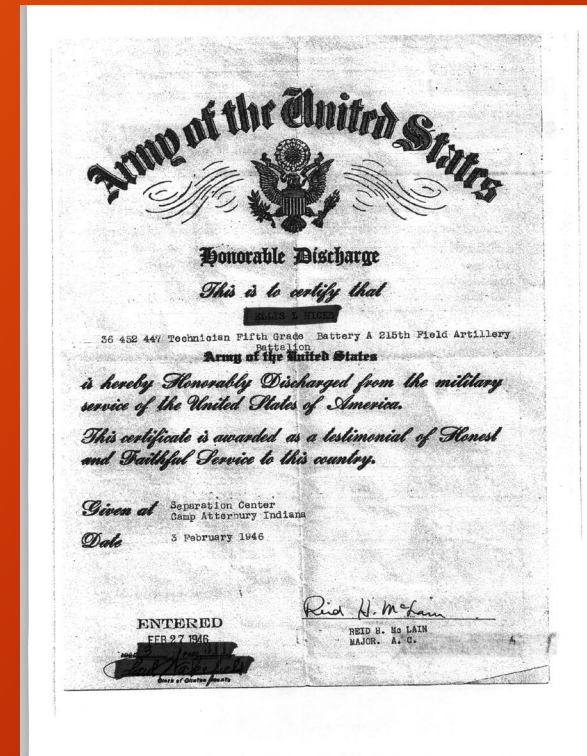 Army of the United States
Honorable Discharge
This is to certify that
ELLIS L
36 452 447 Technician Fifth Grade Battery A 215th Field Artillery
Battalion
Army of the United States
is hereby Honorably Discharged from the military
service of the United States of America.
This certificate is awarded as a testimonial of Honest
and Faithful Service to this country.
Given at Separation Center
Camp Atterbury Indiana
Date 3 February 1946
Reid H. McLain
ENTERED
FEB 27 1946
REID H. Mc LAIN
MAJOR. A. C.
Clerk of Clinton